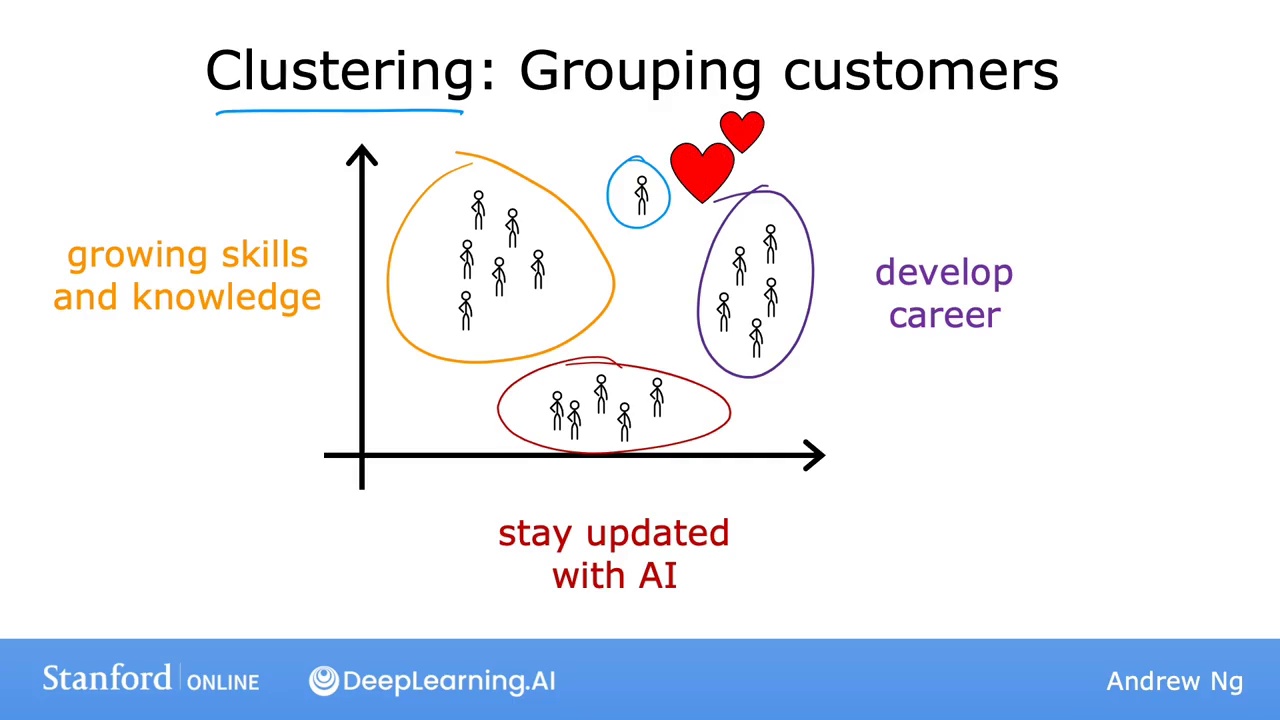 Clustering: Grouping customers
growing skills
and knowledge
develop
career
stay updated
with AI
Stanford ONLINE
DeepLearning.AI
Andrew Ng